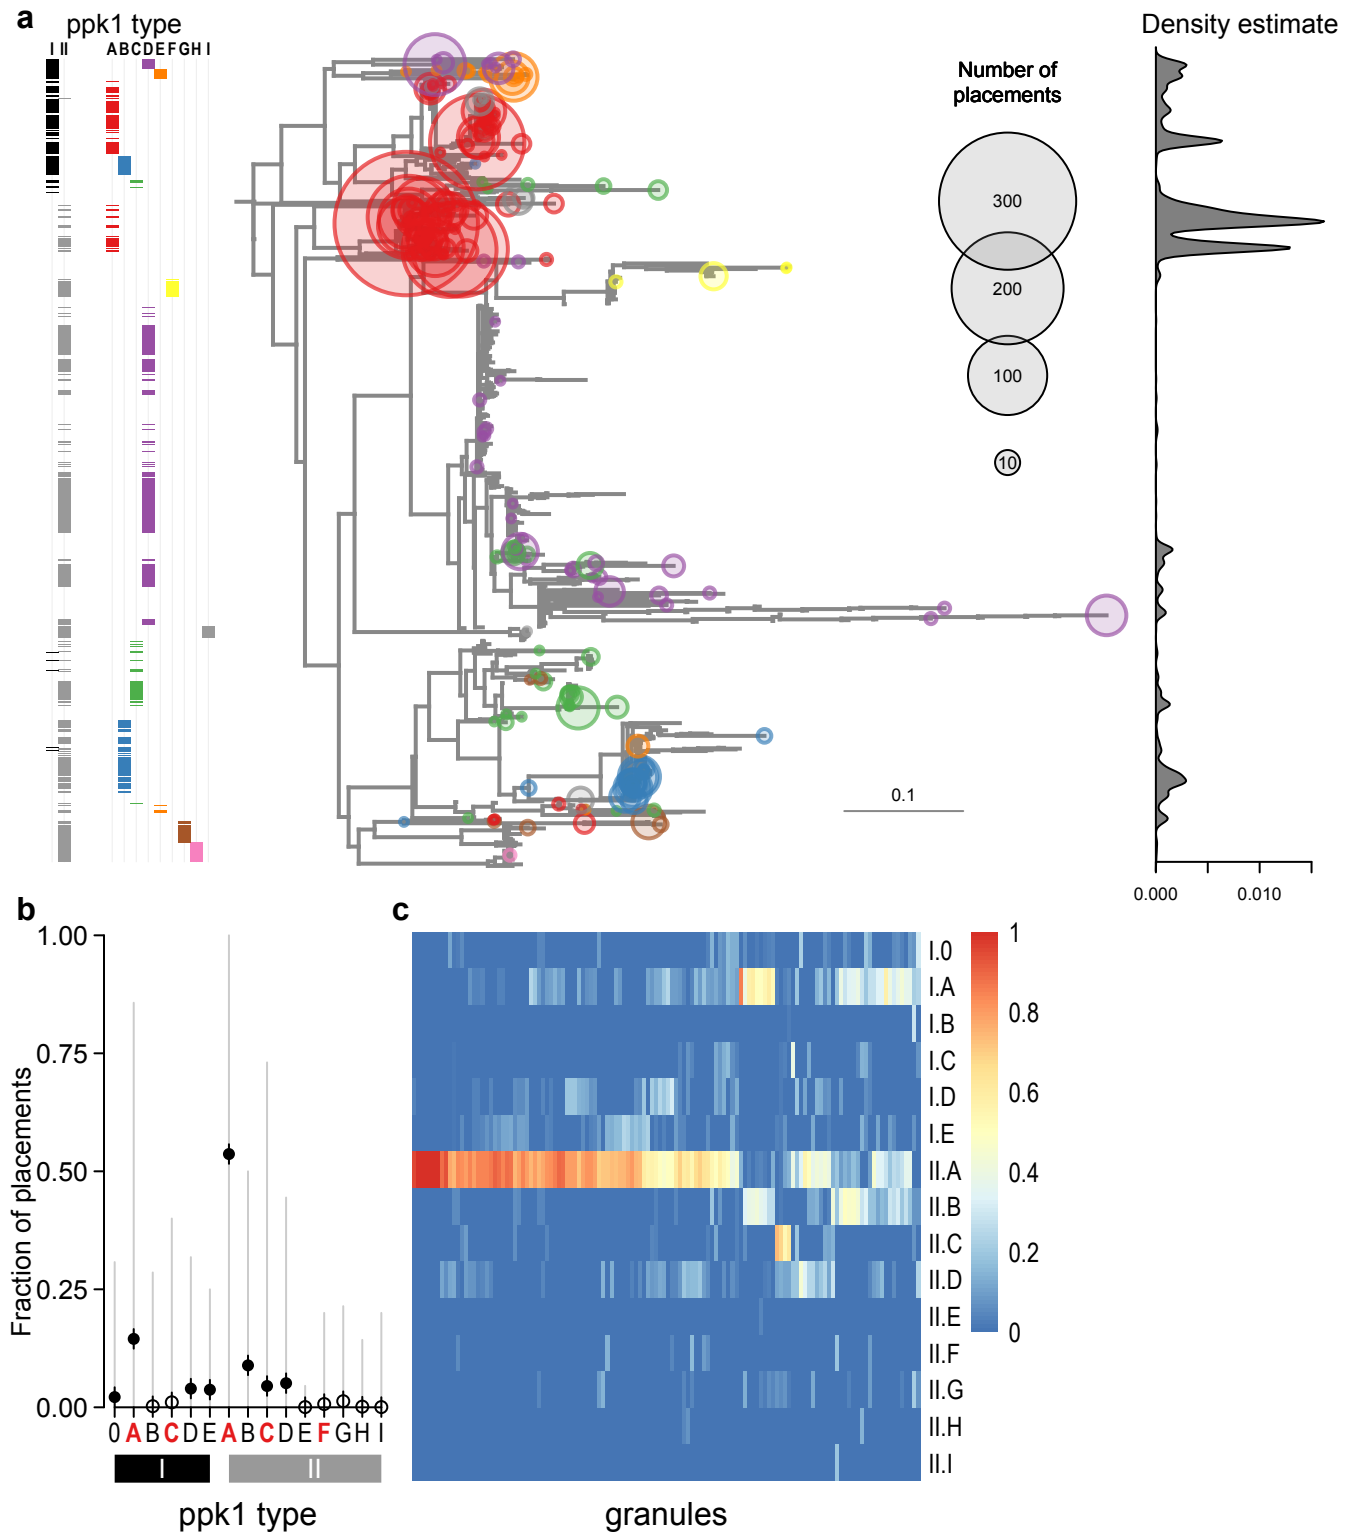 a
ppk1 type
I II A B C D E F G H I
Density estimate
Number of
placements
300
200
100
10
0.1
0.000 0.010
b
1.00
0.75
0.50
0.25
0.00
Fraction of placements
0 A B C D E A B C D E F G H I
I II
ppk1 type
c
I.0
I.A
I.B
I.C
I.D
I.E
II.A
II.B
II.C
II.D
II.E
II.F
II.G
II.H
II.I
1
0.8
0.6
0.4
0.2
0
granules